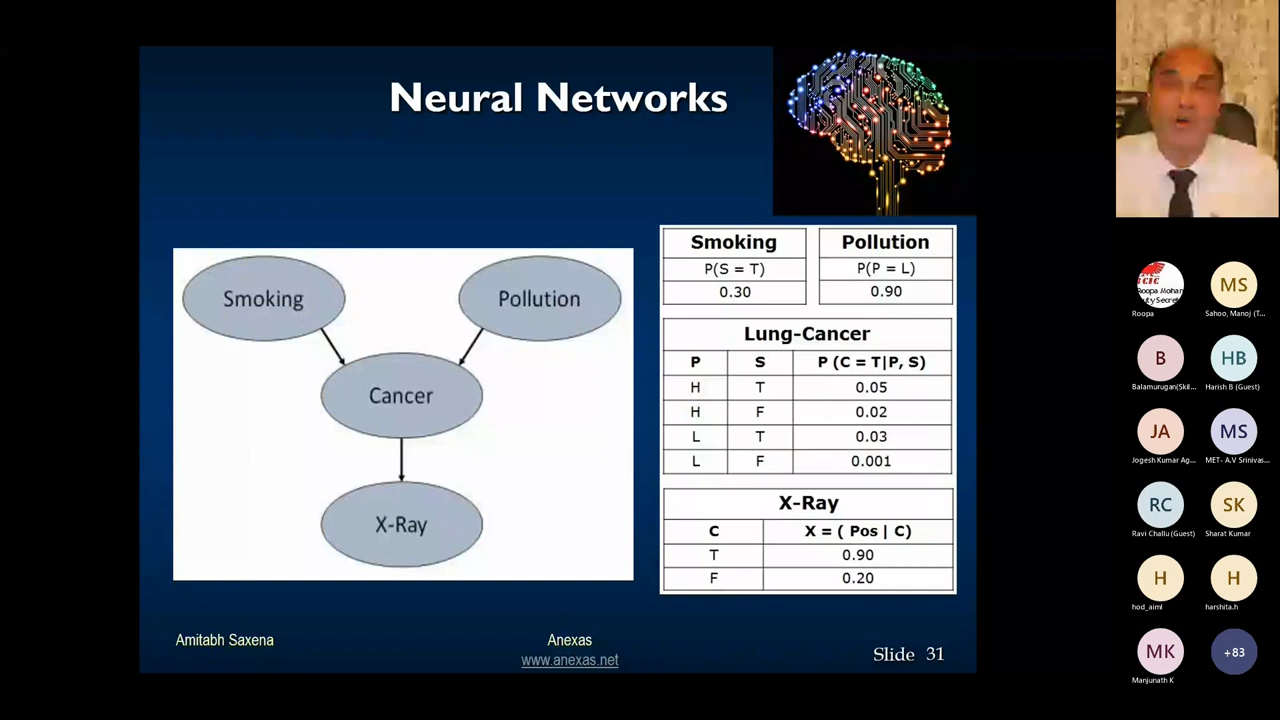 Neural Networks
Smoking
Pollution
Cancer
X-Ray
Smoking
P(S = T)
0.30
Pollution
P(P = L)
0.90
Lung-Cancer
P S P (C = T|P, S)
H T 0.05
H F 0.02
L T 0.03
L F 0.001
X-Ray
C X = ( Pos | C)
T 0.90
F 0.20
Amitabh Saxena
Anexas
www.anexas.net
Slide 31
Roopa Mohan
Roopa
MS
Sahoo, Manoj (T...
B
Balamurugan(Skil...
HB
Harish B (Guest)
JA
Jogesh Kumar Ag...
MS
MET- A.V Srinivas...
RC
Ravi Challu (Guest)
SK
Sharat Kumar
H
hod_aiml
H
harshita.h
MK
Manjunath K
+83